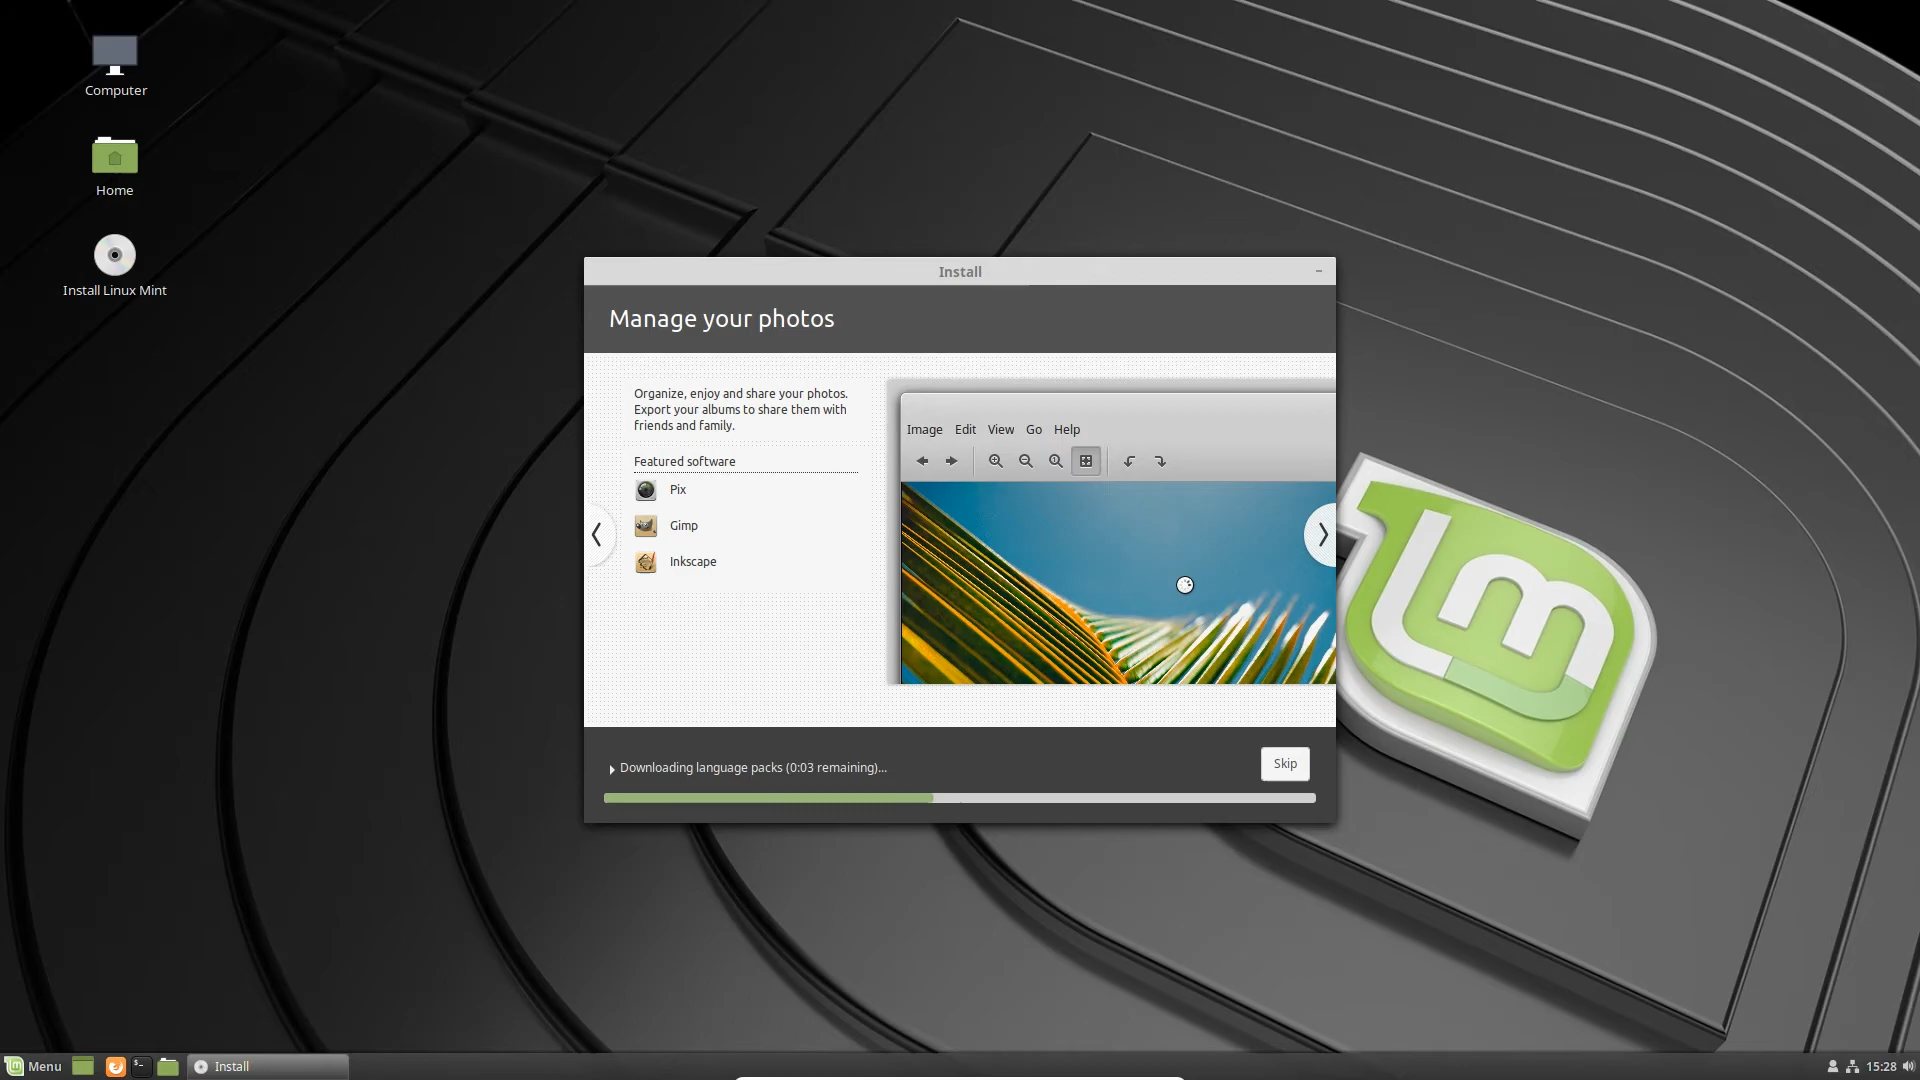 Computer
Home
Install Linux Mint
Install
Manage your photos
Organize, enjoy and share your photos.
Export your albums to share them with
friends and family.
Featured software
Pix
Gimp
Inkscape
Image Edit View Go Help
Downloading language packs (0:03 remaining)...
Skip
Menu
Install
15:28